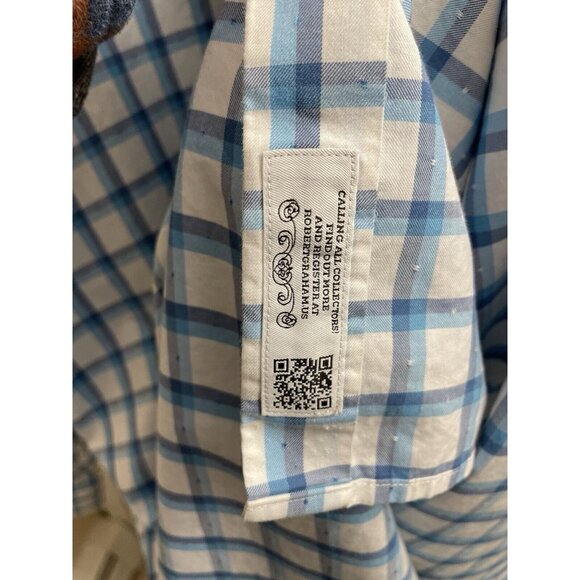 CALLING ALL COLLECTORS!
FIND OUT MORE
AND REGISTER AT
ROBERTGRAHAM.US